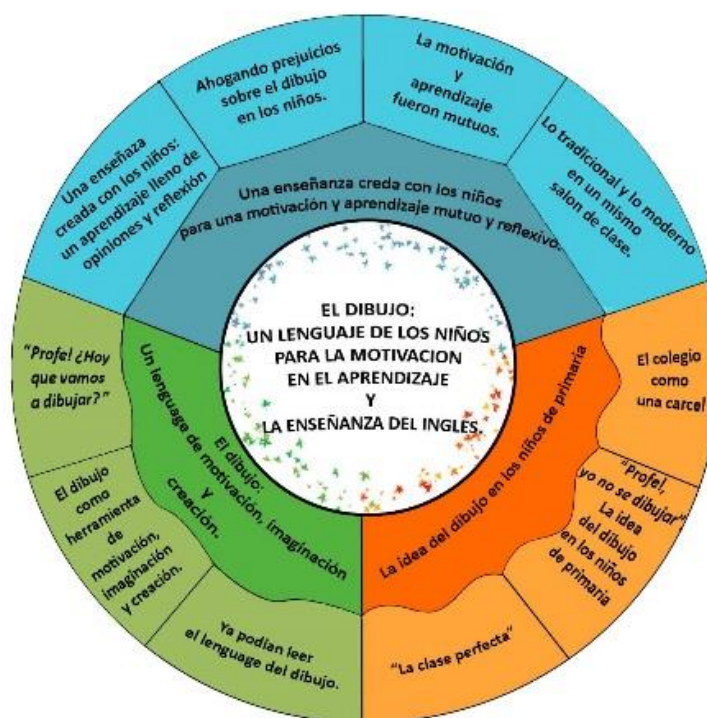 Una enseñaza
creada con los niños:
un aprendizaje lleno de
opiniones y reflexión
Ahogando prejuicios
sobre el dibujo
en los niños.
La motivación
y
aprendizaje
fueron mutuos.
Lo tradicional y lo moderno
en un mismo
salon de clase.
Una enseñanza creda con los niños
para una motivación y aprendizaje mutuo y reflexivo.
EL DIBUJO:
UN LENGUAJE DE LOS NIÑOS
PARA LA MOTIVACION
EN EL APRENDIZAJE
Y
LA ENSEÑANZA DEL INGLES.
"Profe! ¿Hoy
que vamos
a dibujar?"
El dibujo
como
herramienta
de
motivación,
imaginación
y creación.
Ya podían leer
el lenguage del dibujo.
El dibujo:
Un lenguage de motivación, imaginación
y
creación.
La idea del dibujo en los niños de primaria
El colegio
como
una carcel
"Profe!,
yo no se dibujar"
La idea
del dibujo
en los niños
de primaria
"La clase perfecta"